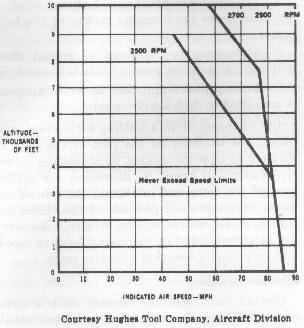 2700 2900 RPM
2500 RPM
10
9
8
7
6
5
4
3
2
1
0
ALTITUDE—
THOUSANDS
OF FEET
Never Exceed Speed Limits
0 10 20 30 40 50 60 70 80 90
INDICATED AIR SPEED—MPH
Courtesy Hughes Tool Company, Aircraft Division